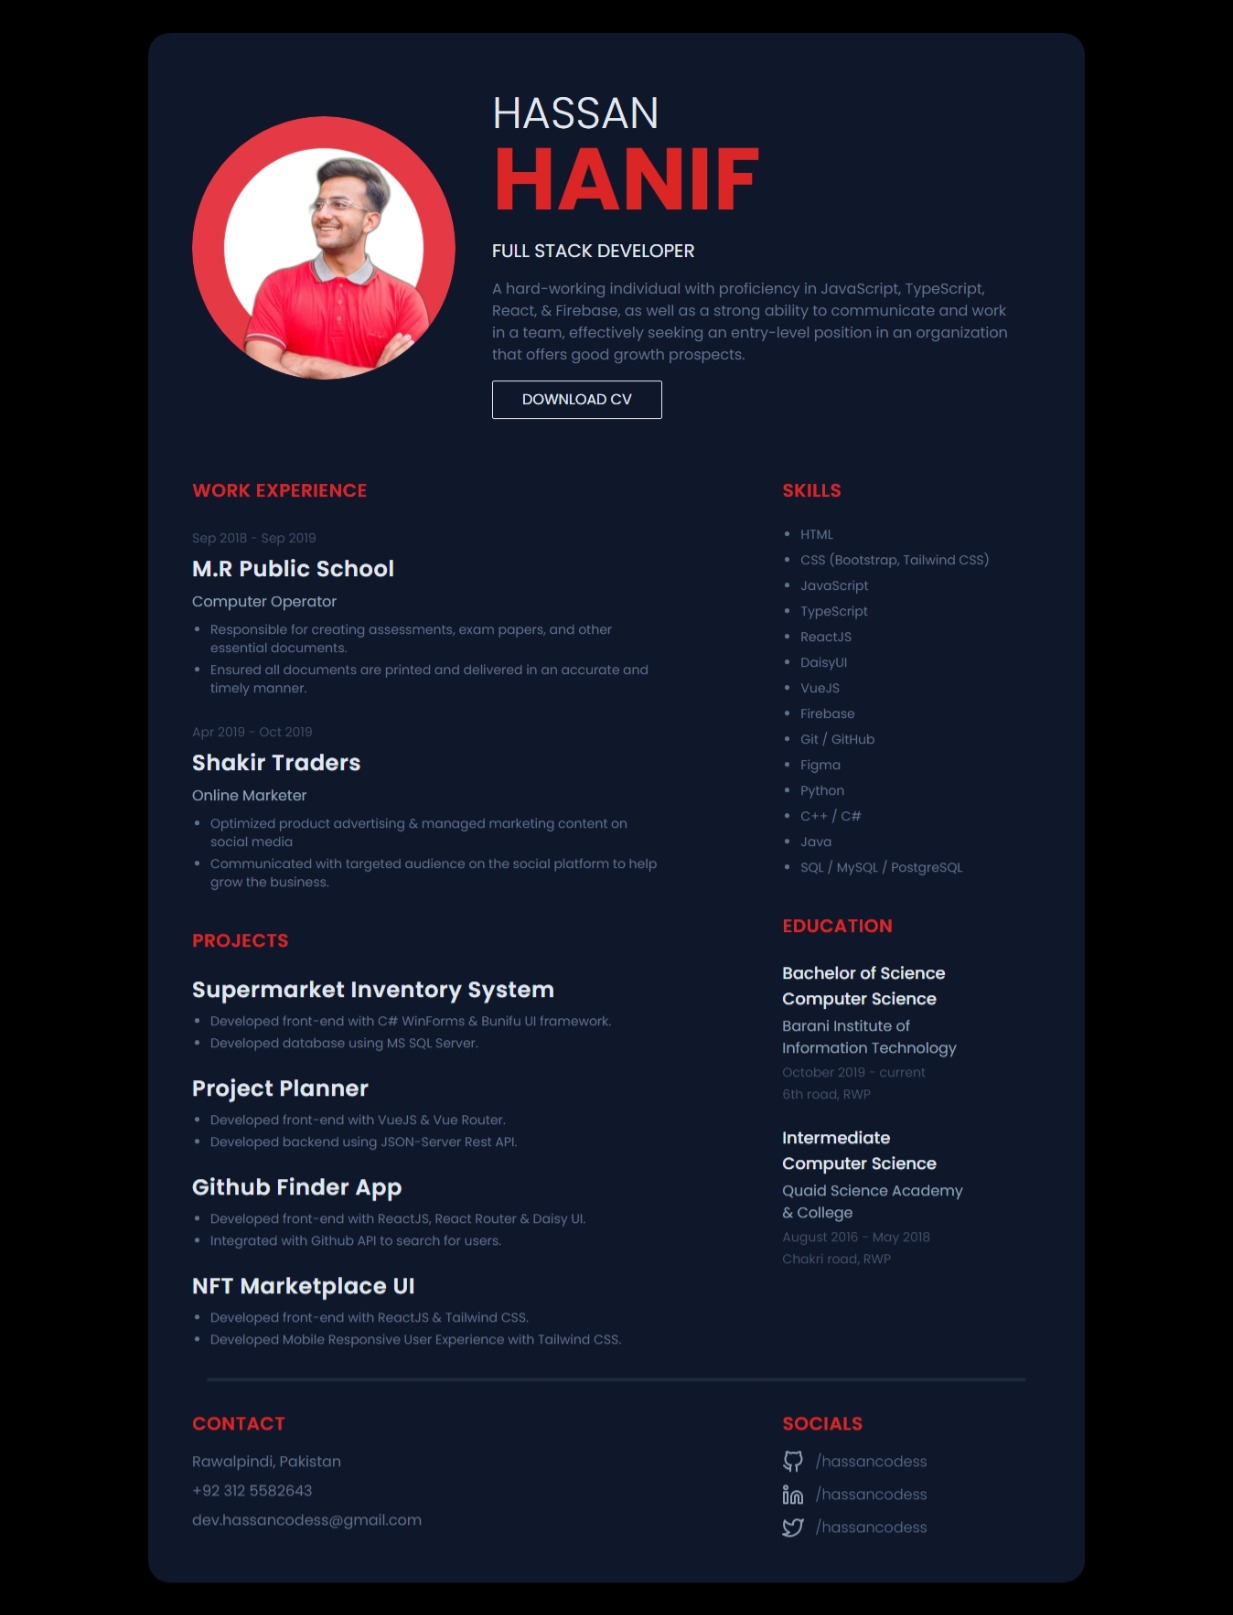 HASSAN
HANIF
FULL STACK DEVELOPER
A hard-working individual with proficiency in JavaScript, TypeScript,
React, & Firebase, as well as a strong ability to communicate and work
in a team, effectively seeking an entry-level position in an organization
that offers good growth prospects.
DOWNLOAD CV
WORK EXPERIENCE
Sep 2018 - Sep 2019
M.R Public School
Computer Operator
• Responsible for creating assessments, exam papers, and other
essential documents.
• Ensured all documents are printed and delivered in an accurate and
timely manner.
Apr 2019 - Oct 2019
Shakir Traders
Online Marketer
• Optimized product advertising & managed marketing content on
social media
• Communicated with targeted audience on the social platform to help
grow the business.
PROJECTS
Supermarket Inventory System
• Developed front-end with C# WinForms & Bunifu UI framework.
• Developed database using MS SQL Server.
Project Planner
• Developed front-end with VueJS & Vue Router.
• Developed backend using JSON-Server Rest API.
Github Finder App
• Developed front-end with ReactJS, React Router & Daisy UI.
• Integrated with Github API to search for users.
NFT Marketplace UI
• Developed front-end with ReactJS & Tailwind CSS.
• Developed Mobile Responsive User Experience with Tailwind CSS.
SKILLS
• HTML
• CSS (Bootstrap, Tailwind CSS)
• JavaScript
• TypeScript
• ReactJS
• DaisyUI
• VueJS
• Firebase
• Git / GitHub
• Figma
• Python
• C++ / C#
• Java
• SQL / MySQL / PostgreSQL
EDUCATION
Bachelor of Science
Computer Science
Barani Institute of
Information Technology
October 2019 - current
6th road, RWP
Intermediate
Computer Science
Quaid Science Academy
& College
August 2016 - May 2018
Chakri road, RWP
CONTACT
Rawalpindi, Pakistan
+92 312 5582643
dev.hassancodess@gmail.com
SOCIALS
/hassancodess
/hassancodess
/hassancodess